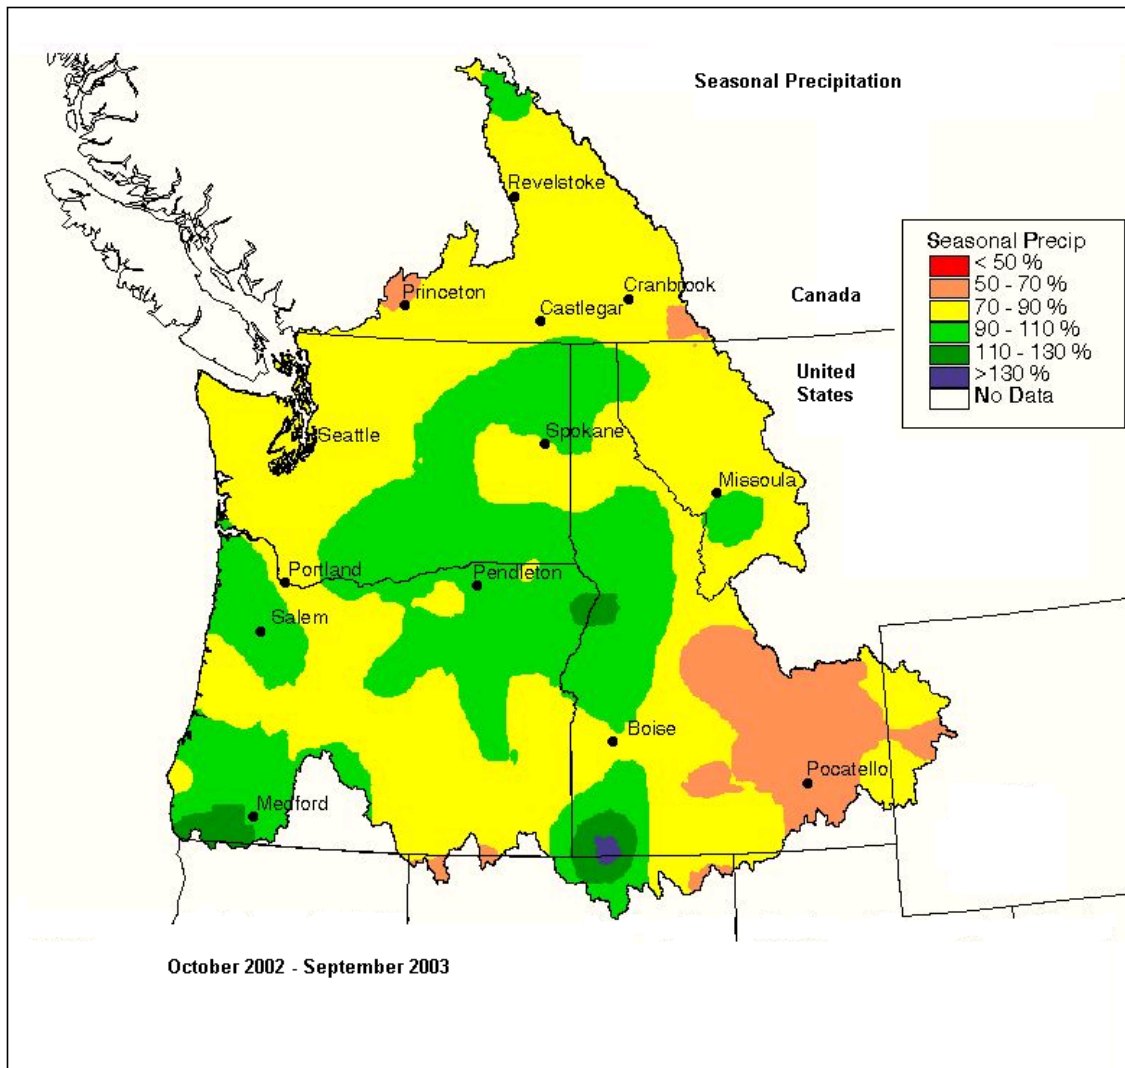 Seasonal Precipitation
Revelstoke
Seasonal Precip
< 50 %
50 - 70 %
70 - 90 %
90 - 110 %
110 - 130 %
>130 %
No Data
Princeton
Cranbrook
Castlegar
Canada
United
States
Seattle
Spokane
Missoula
Portland
Pendleton
Salem
Boise
Pocatello
Medford
October 2002 - September 2003